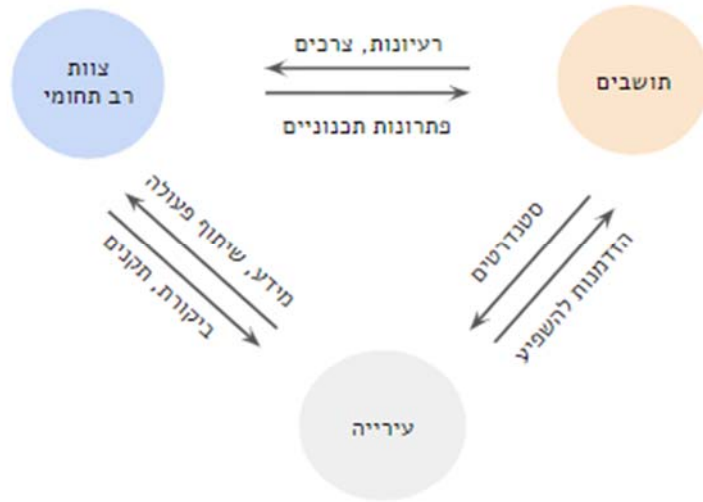 רעיונות, צרכים
תושבים
צוות
רב תחומי
פתרונות תכנוניים
סטנדרטים
הזדמנות להשפיע
מידע, שיתוף פעולה
ביקורת, תקנים
עירייה